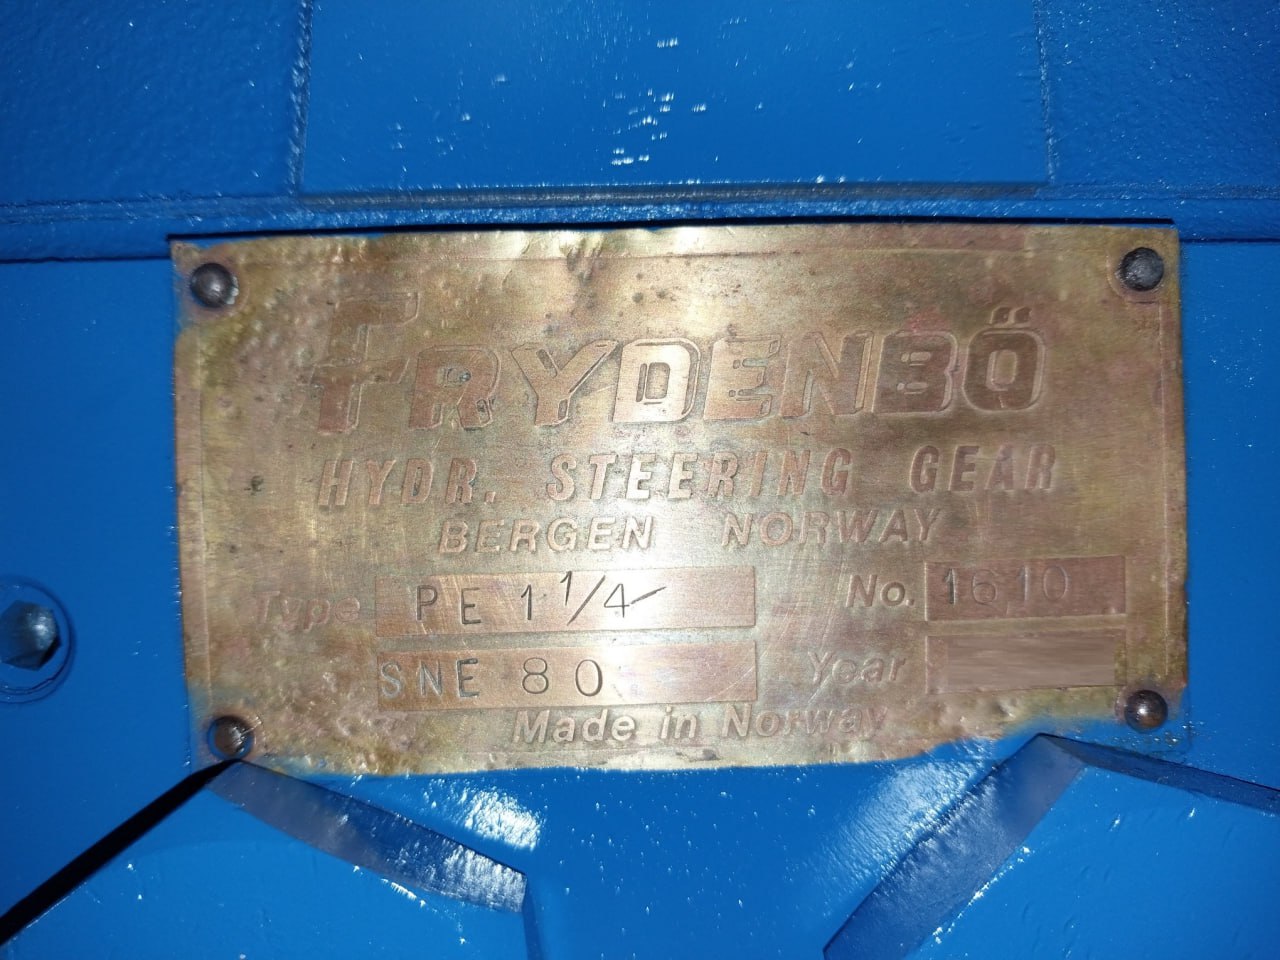 FRYDENBÖ
HYDR. STEERING GEAR
BERGEN NORWAY
Type PE 1 1/4 No. 1610
SNE 80 Year
Made in Norway